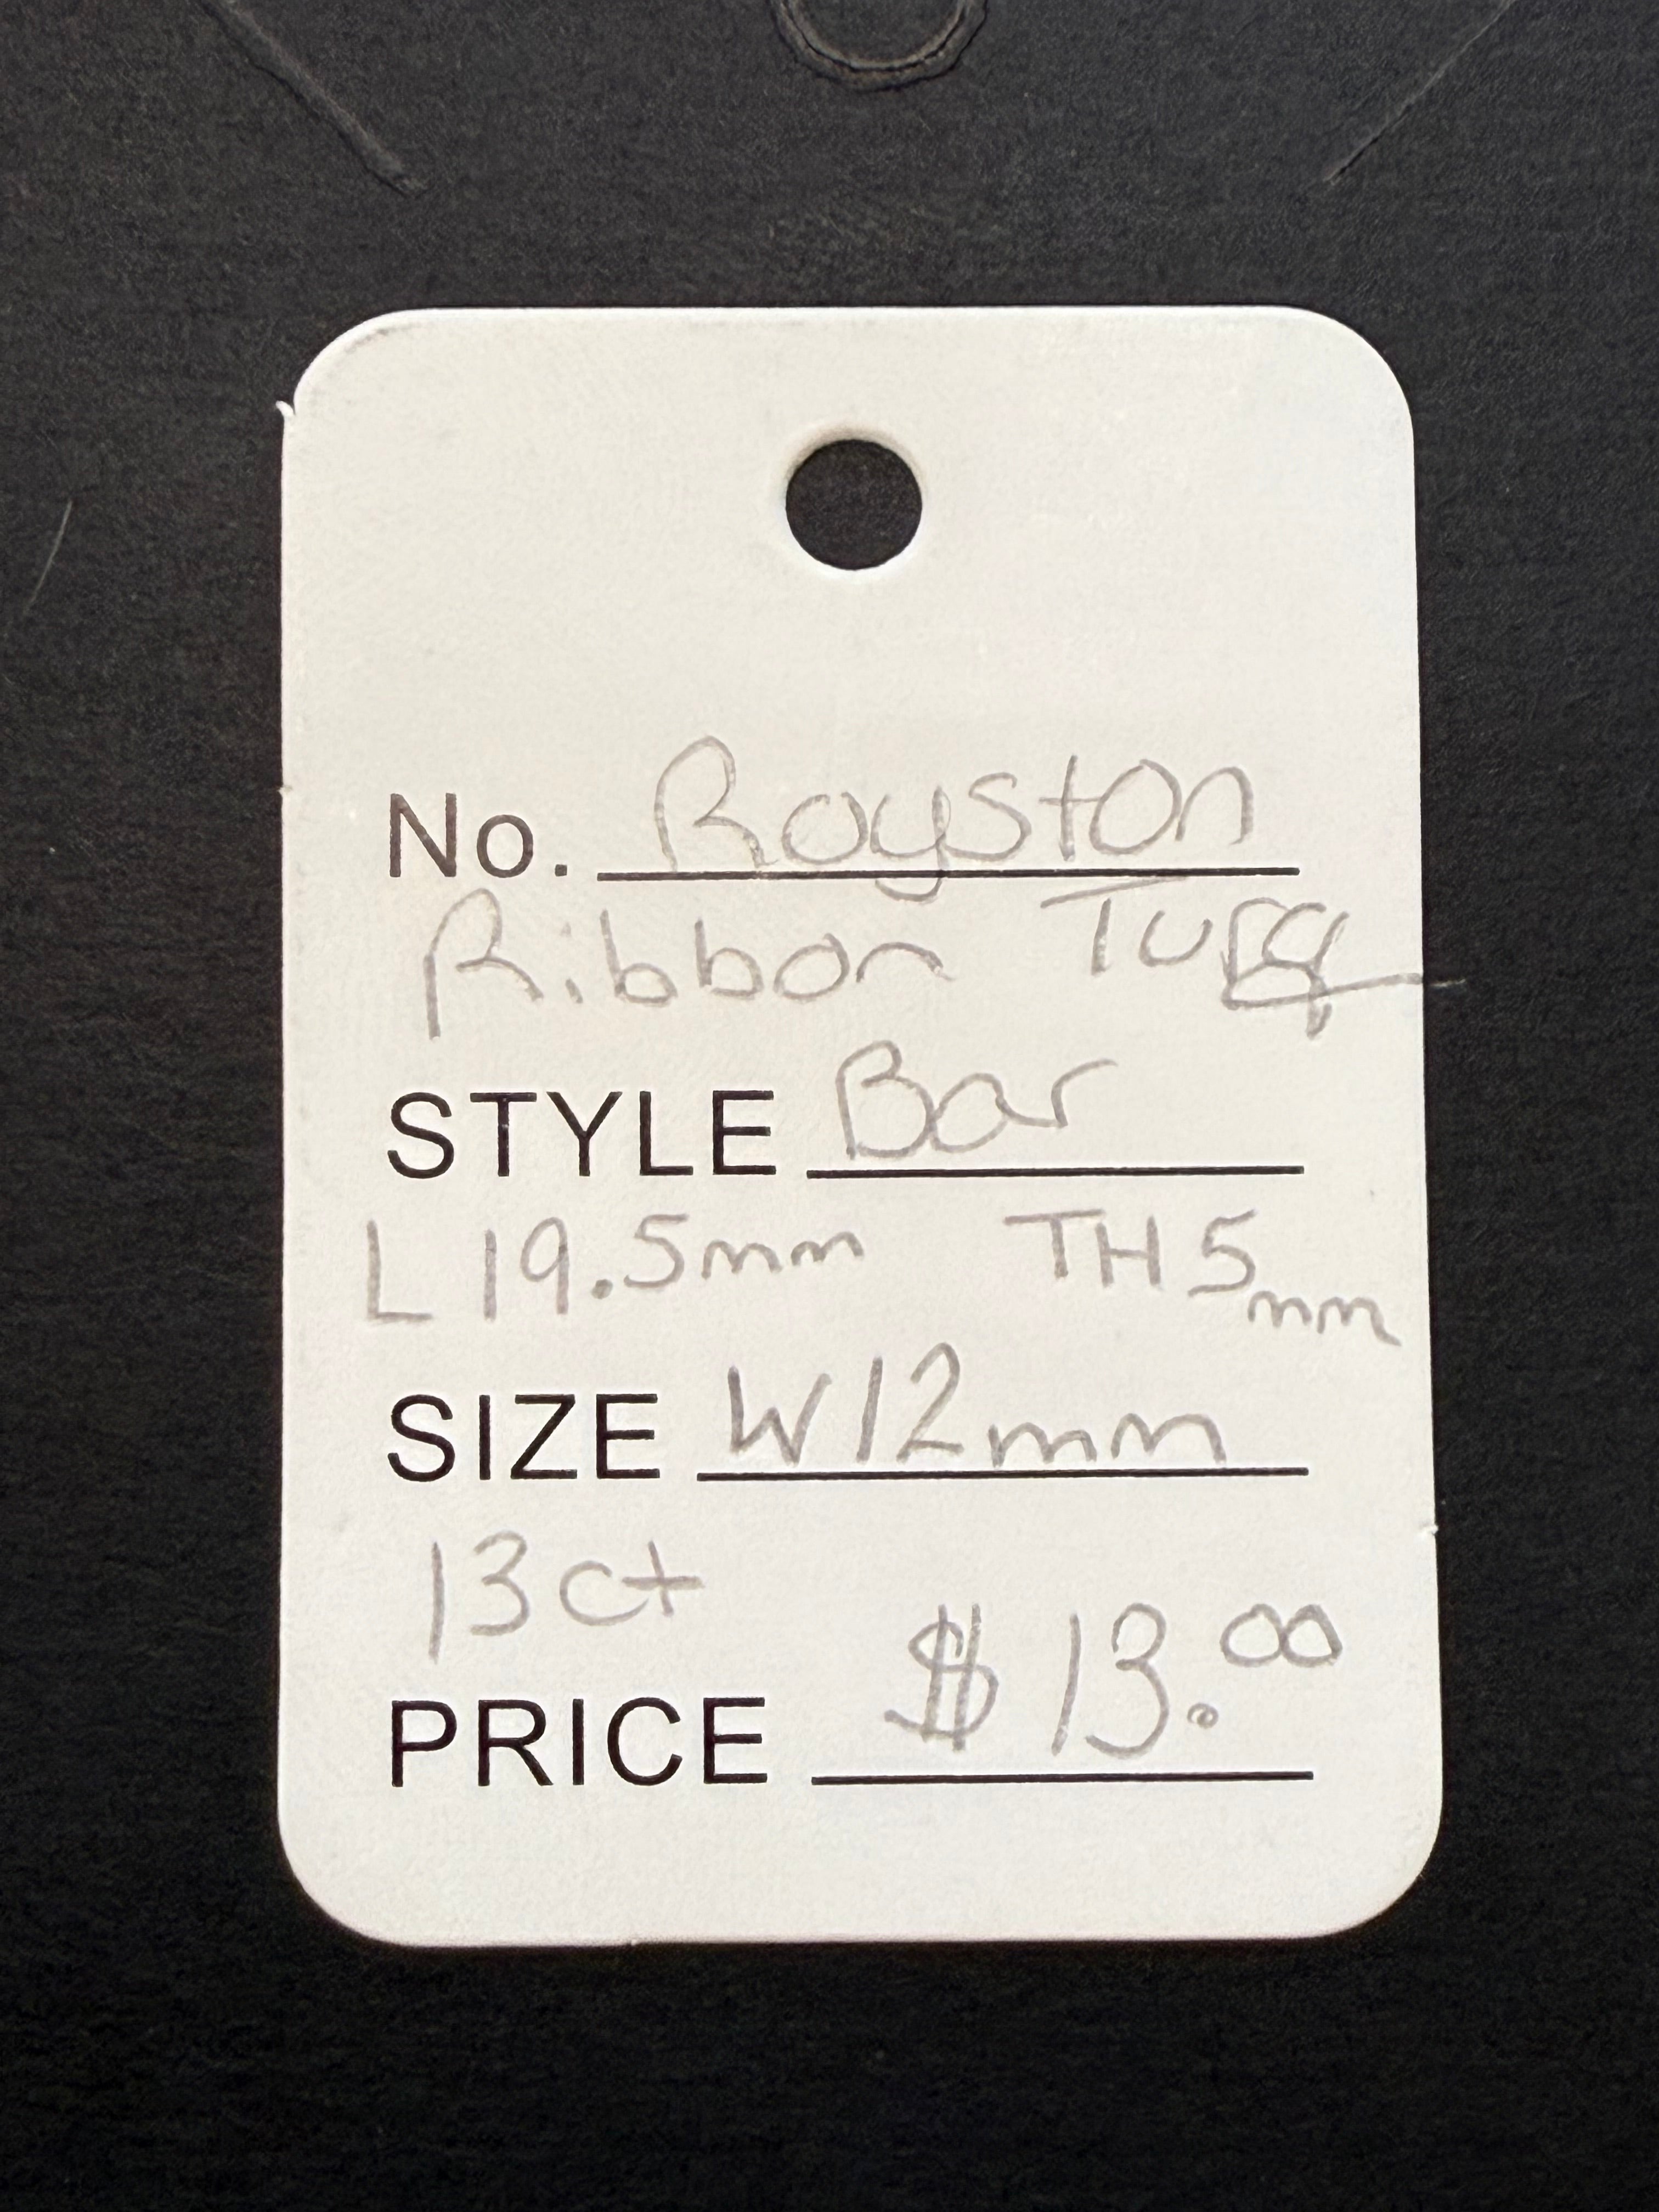 No. Royston
Ribbon Turq
STYLE Bar
L 19.5mm TH 5mm
SIZE W12mm
13ct
PRICE $13.00